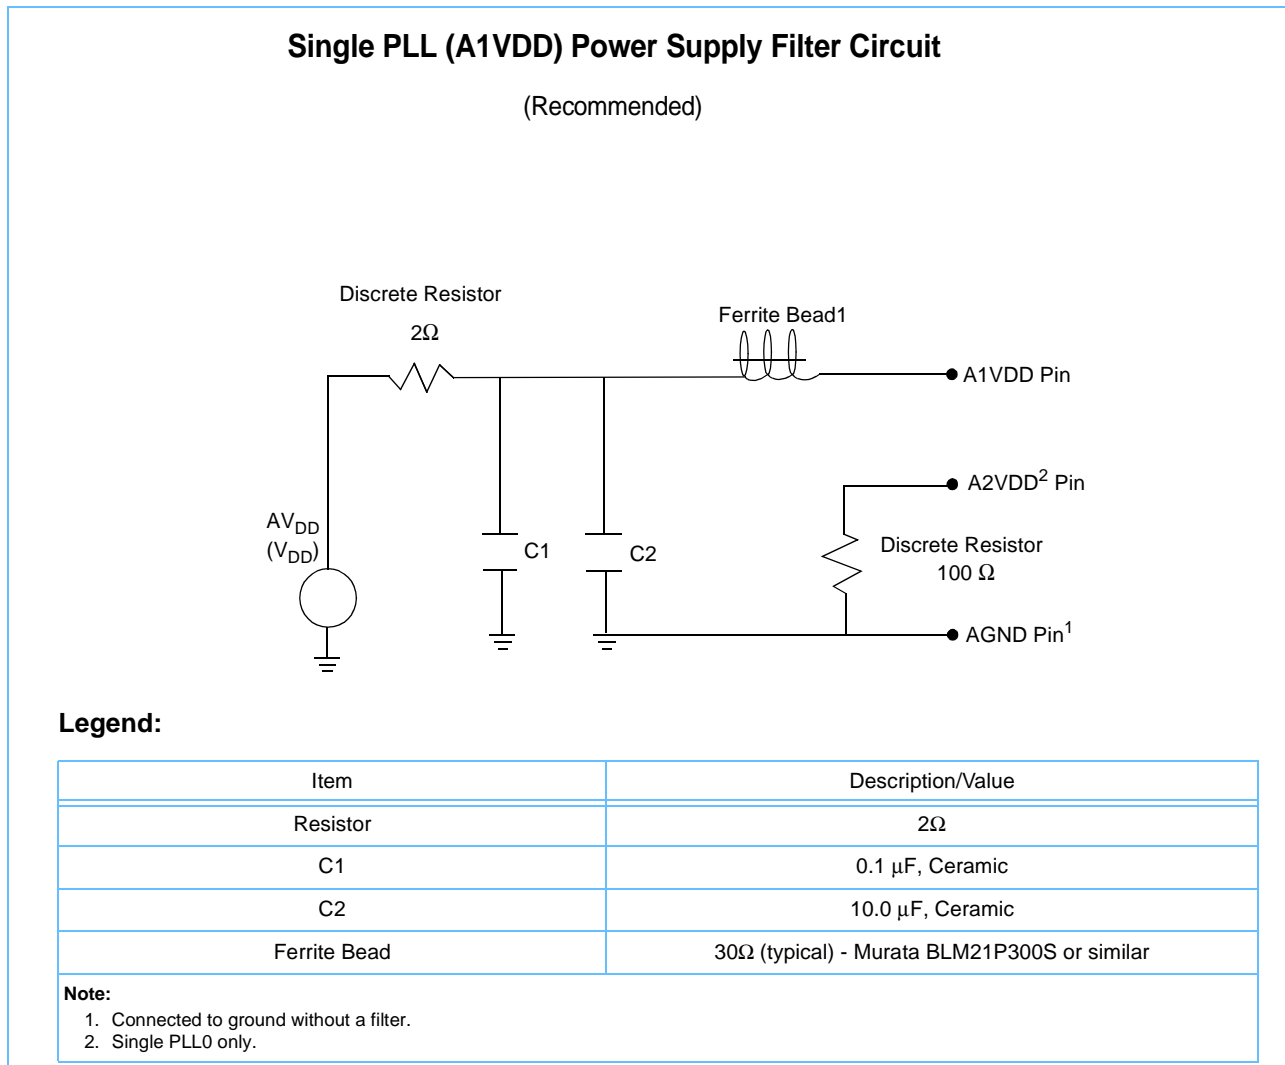 Single PLL (A1VDD) Power Supply Filter Circuit
(Recommended)
Discrete Resistor
2Ω
Ferrite Bead1
A1VDD Pin
A2VDD² Pin
AV_DD
(V_DD)
C1
C2
Discrete Resistor
100 Ω
AGND Pin¹
Legend:
Item Description/Value
Resistor 2Ω
C1 0.1 μF, Ceramic
C2 10.0 μF, Ceramic
Ferrite Bead 30Ω (typical) - Murata BLM21P300S or similar
Note:
1. Connected to ground without a filter.
2. Single PLL0 only.